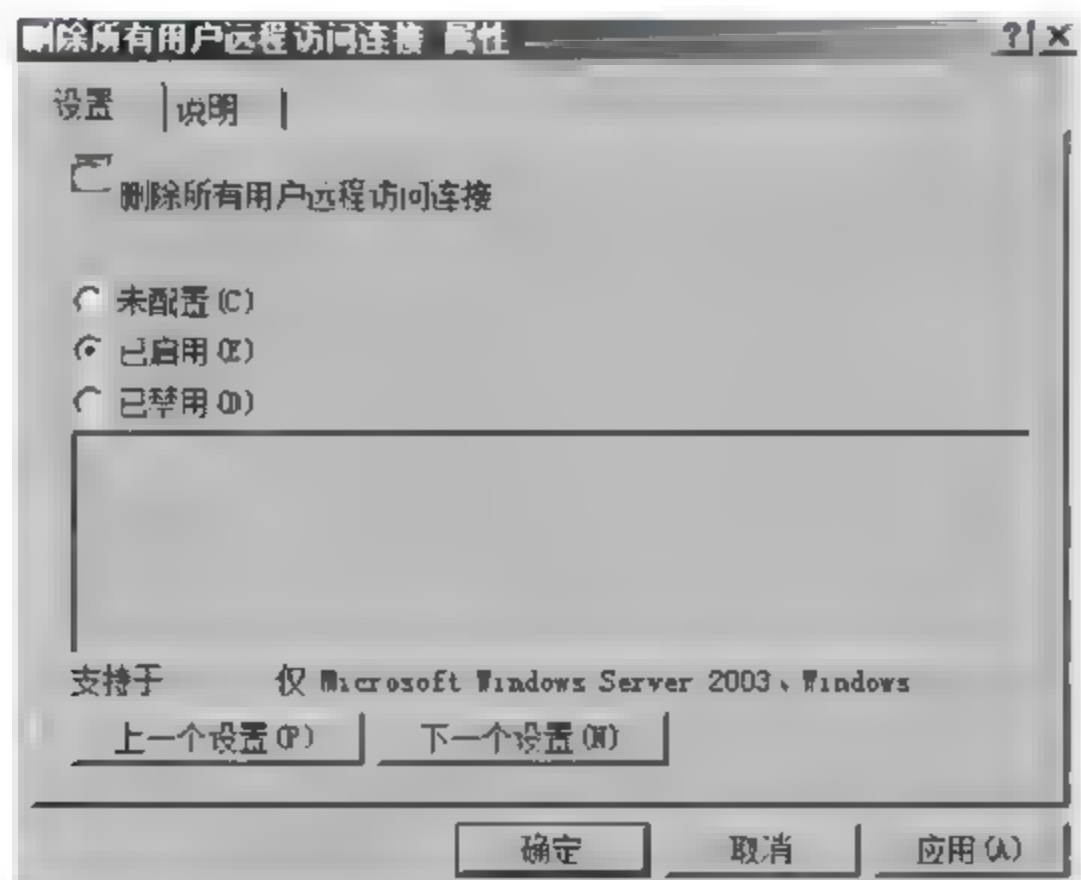 删除所有用户远程访问连接 属性
设置 说明
删除所有用户远程访问连接
未配置(C)
已启用(E)
已禁用(D)
支持于 仅 Microsoft Windows Server 2003、Windows
上一个设置(P) 下一个设置(N)
确定 取消 应用(A)